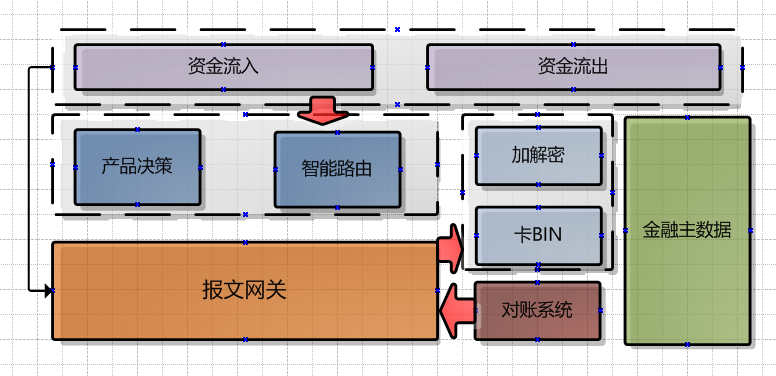 资金流入
资金流出
产品决策
智能路由
加解密
卡BIN
金融主数据
报文网关
对账系统